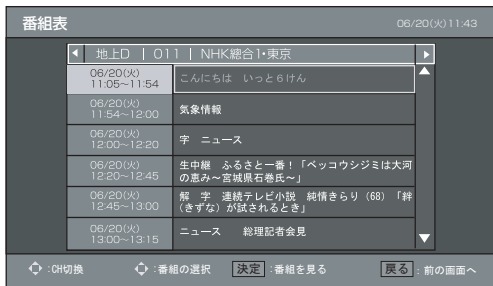 番組表
06/20(火)11:43
地上D | 011 | NHK總合1・東京
06/20(火)
11:05～11:54
こんにちは いっと6けん
06/20(火)
11:54～12:00
気象情報
06/20(火)
12:00～12:20
字 ニュース
06/20(火)
12:20～12:45
生中継 ふるさと一番!「ベッコウシジミは大河
の恵み～宮城県石巻氏～」
06/20(火)
12:45～13:00
解 字 連続テレビ小説 純情きらり (68) 「絆
(きずな) が試されるとき」
06/20(火)
13:00～13:15
ニュース 総理記者会見
:CH切換
:番組の選択
決定 :番組を見る
戻る :前の画面へ